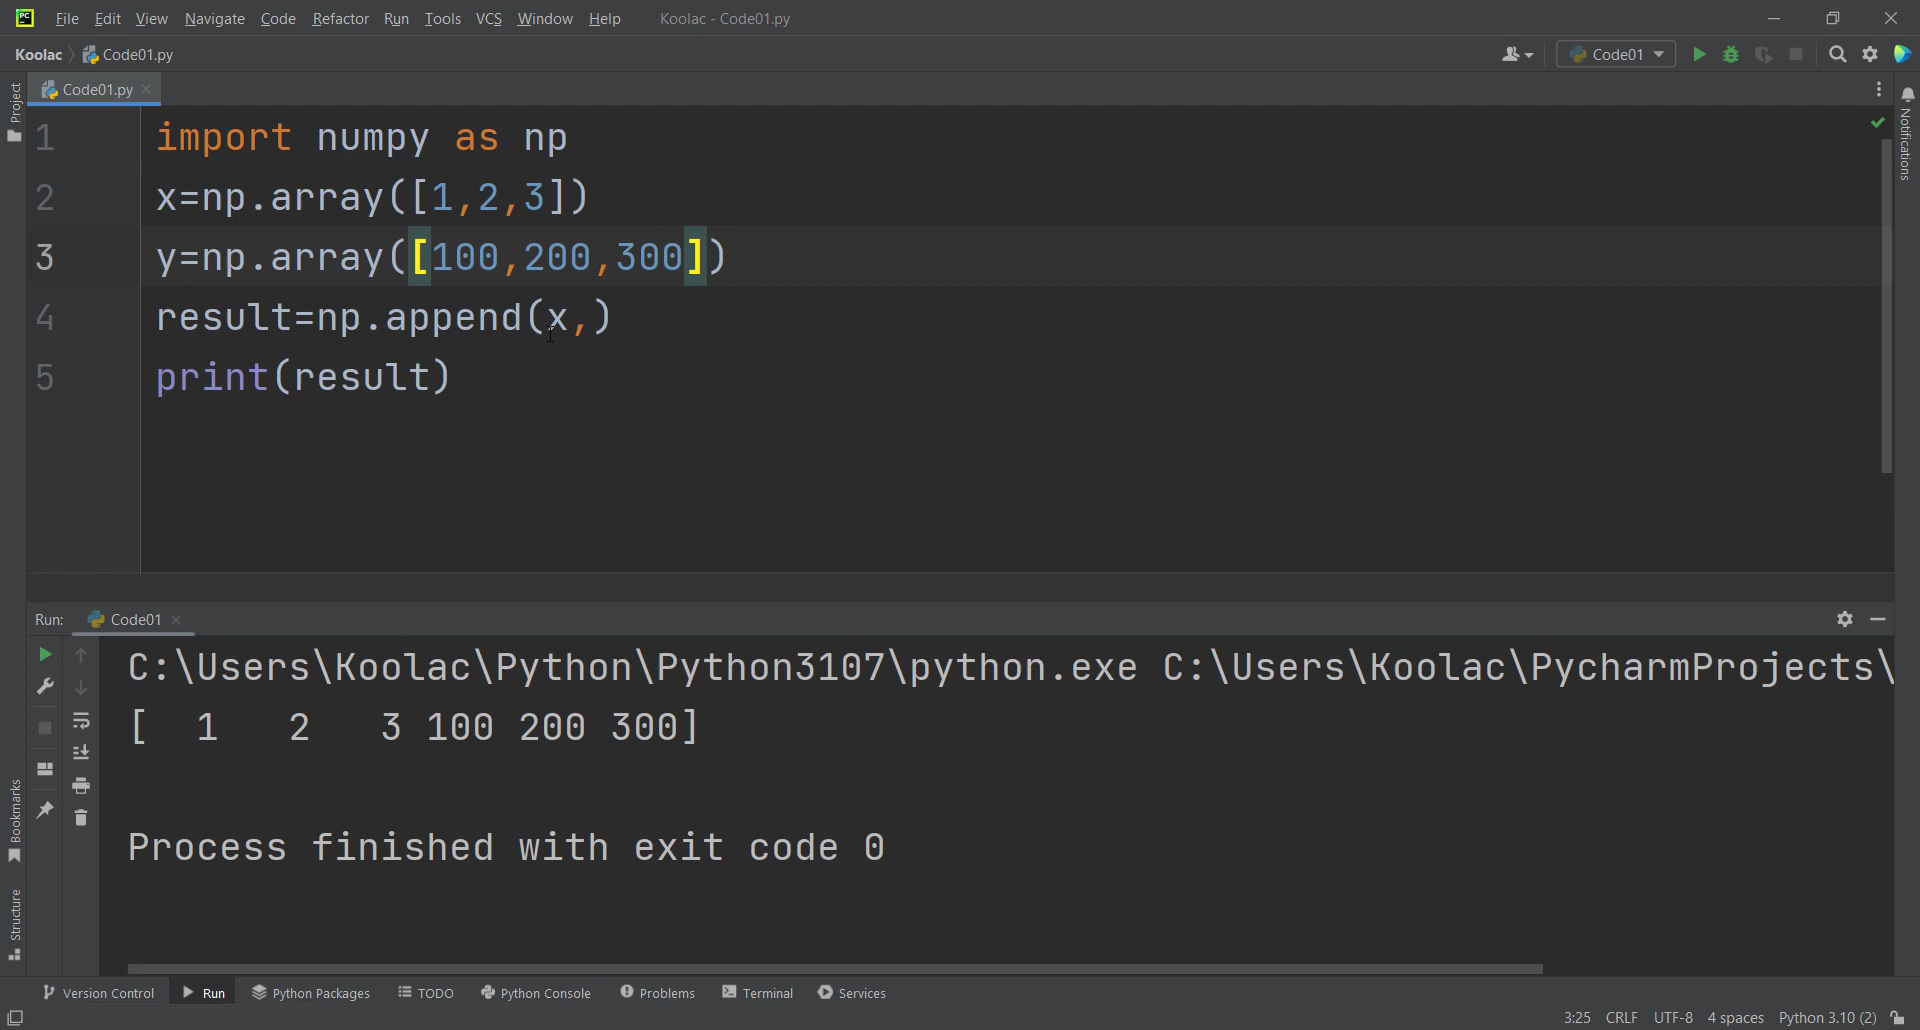 PC File Edit View Navigate Code Refactor Run Tools VCS Window Help Koolac - Code01.py
Koolac Code01.py Code01
Code01.py
Project
Notifications
1 import numpy as np
2 x=np.array([1,2,3])
3 y=np.array([100,200,300])
4 result=np.append(x,)
5 print(result)
Run: Code01
C:\Users\Koolac\Python\Python3107\python.exe C:\Users\Koolac\PycharmProjects\
[  1   2   3 100 200 300]
Process finished with exit code 0
Bookmarks
Structure
Version Control Run Python Packages TODO Python Console Problems Terminal Services
3:25 CRLF UTF-8 4 spaces Python 3.10 (2)